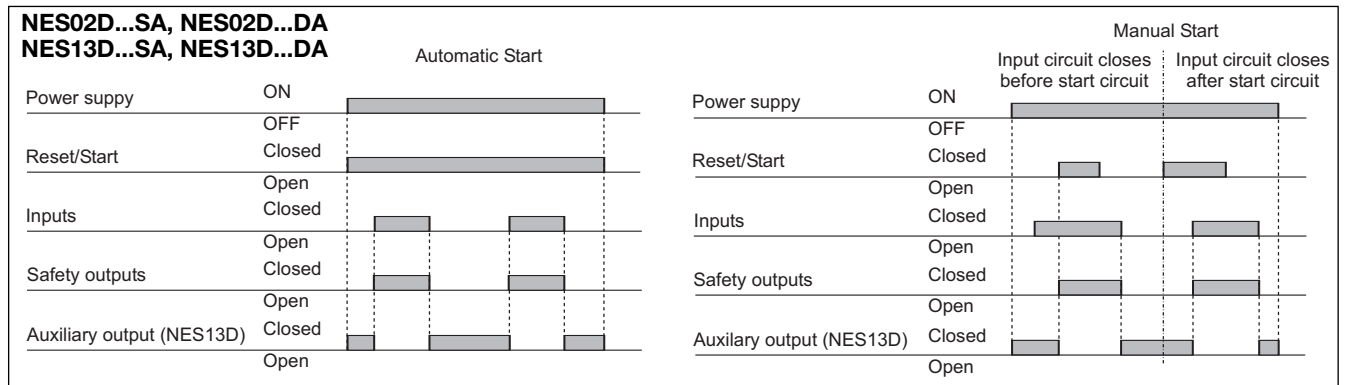 NES02D...SA, NES02D...DA
NES13D...SA, NES13D...DA
Automatic Start
Power suppy
ON
OFF
Reset/Start
Closed
Open
Inputs
Closed
Open
Safety outputs
Closed
Open
Auxiliary output (NES13D)
Closed
Open
Manual Start
Input circuit closes
before start circuit
Input circuit closes
after start circuit
Power suppy
ON
OFF
Reset/Start
Closed
Open
Inputs
Closed
Open
Safety outputs
Closed
Open
Auxilary output (NES13D)
Closed
Open